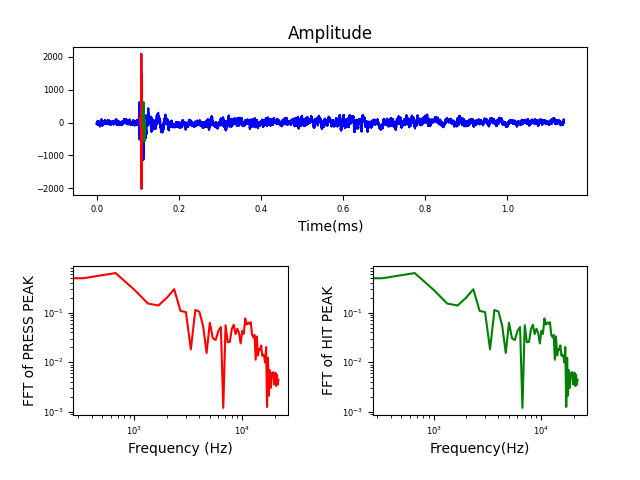 Amplitude
2000
1000
0
−1000
−2000
0.0 0.2 0.4 0.6 0.8 1.0
Time(ms)
FFT of PRESS PEAK
10⁻¹
10⁻²
10⁻³
10³ 10⁴
Frequency (Hz)
FFT of HIT PEAK
10⁻¹
10⁻²
10⁻³
10³ 10⁴
Frequency(Hz)